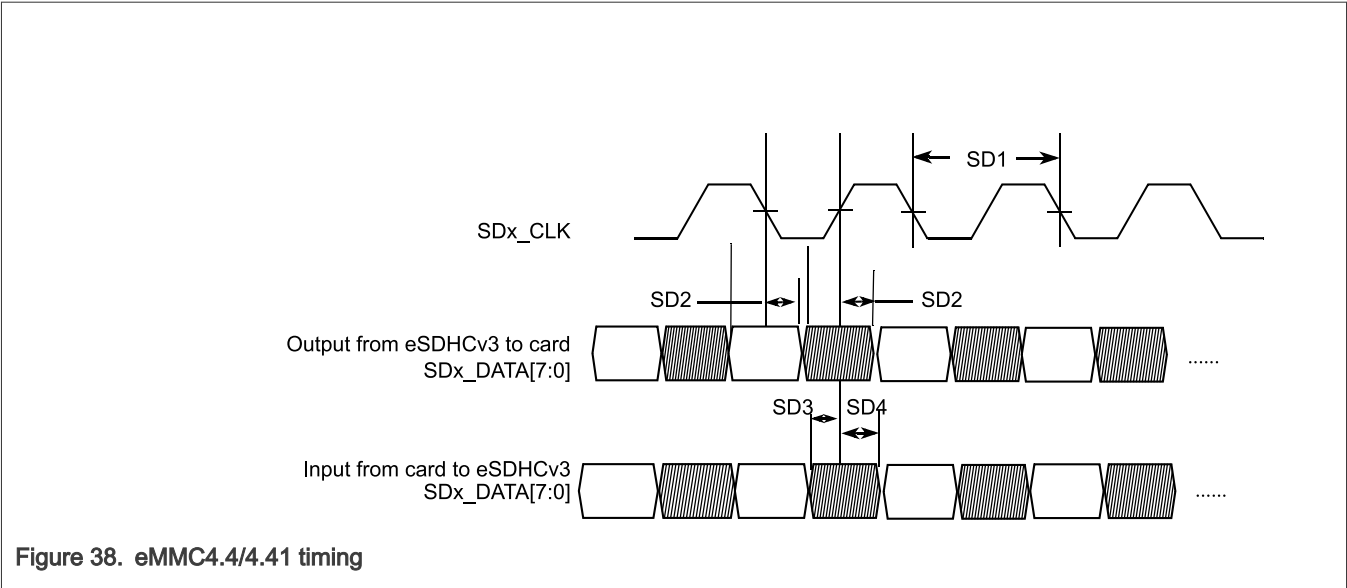 SD1
SDx_CLK
SD2
SD2
Output from eSDHCv3 to card
SDx_DATA[7:0]
......
SD3
SD4
Input from card to eSDHCv3
SDx_DATA[7:0]
......
Figure 38. eMMC4.4/4.41 timing